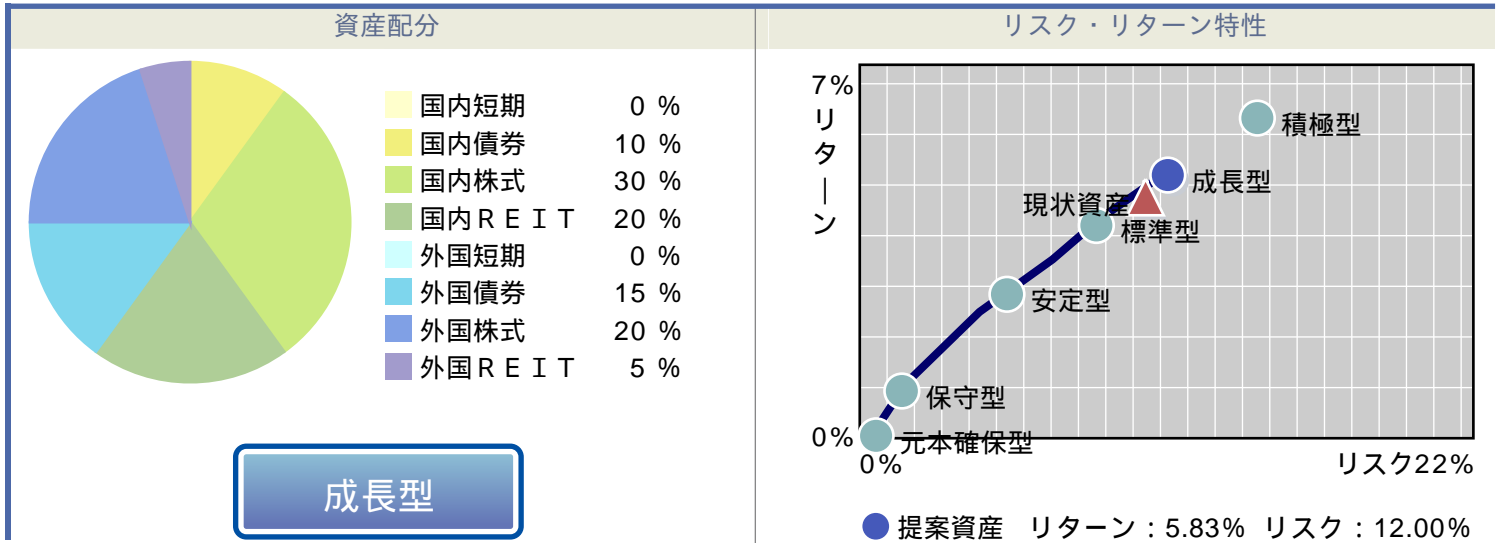 資産配分
国内短期 0 %
国内債券 10 %
国内株式 30 %
国内ＲＥＩＴ 20 %
外国短期 0 %
外国債券 15 %
外国株式 20 %
外国ＲＥＩＴ 5 %
成長型
リスク・リターン特性
7%
リターン
積極型
成長型
現状資産
標準型
安定型
保守型
0%
元本確保型
0% リスク22%
提案資産 リターン：5.83% リスク：12.00%